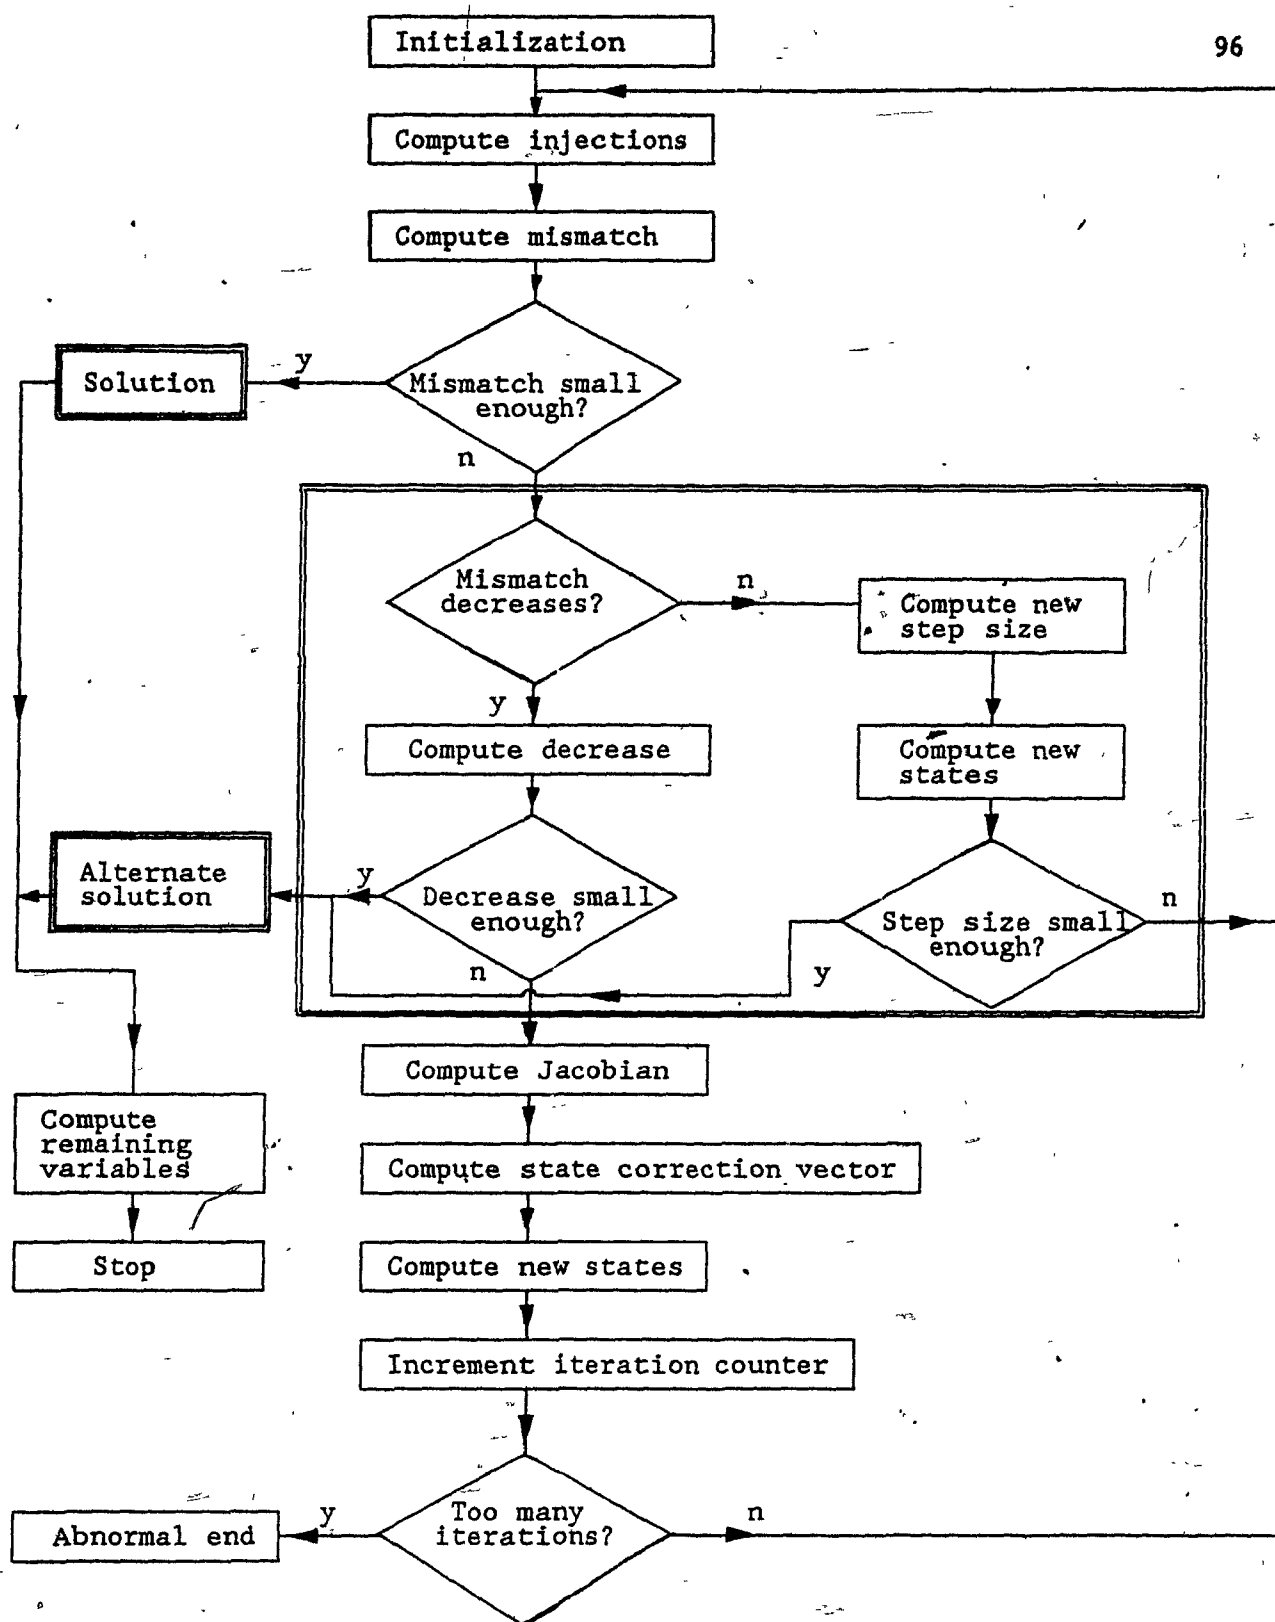 96
Initialization
Compute injections
Compute mismatch
Mismatch small
enough?
y
Solution
n
Mismatch
decreases?
n
Compute new
step size
y
Compute decrease
Compute new
states
Decrease small
enough?
y
Alternate
solution
n
Step size small
enough?
n
y
Compute Jacobian
Compute
remaining
variables
Compute state correction vector
Stop
Compute new states
Increment iteration counter
Too many
iterations?
y
Abnormal end
n